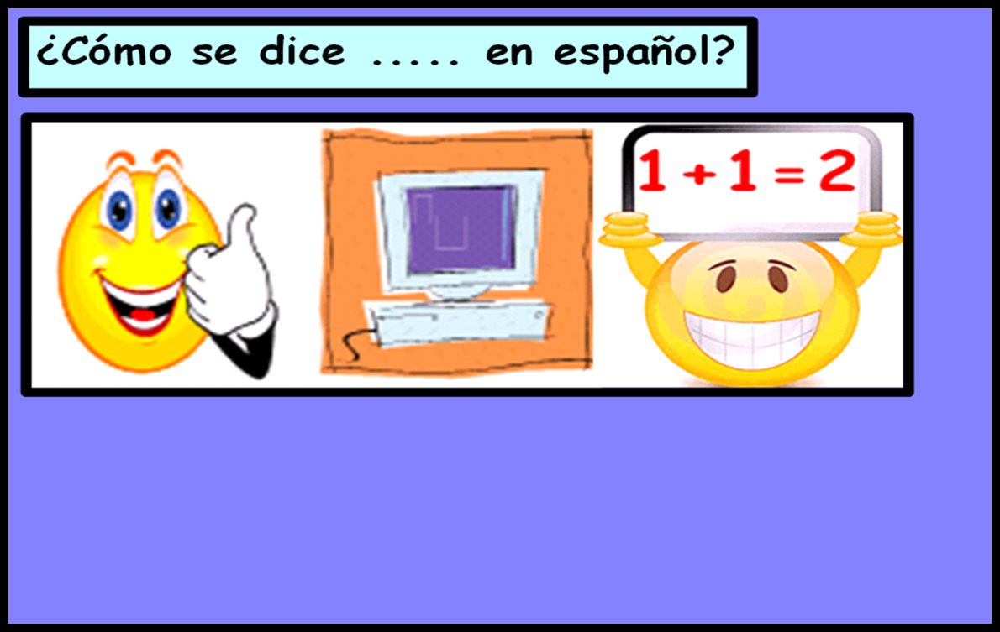 ¿Cómo se dice ..... en español?
1 + 1 = 2